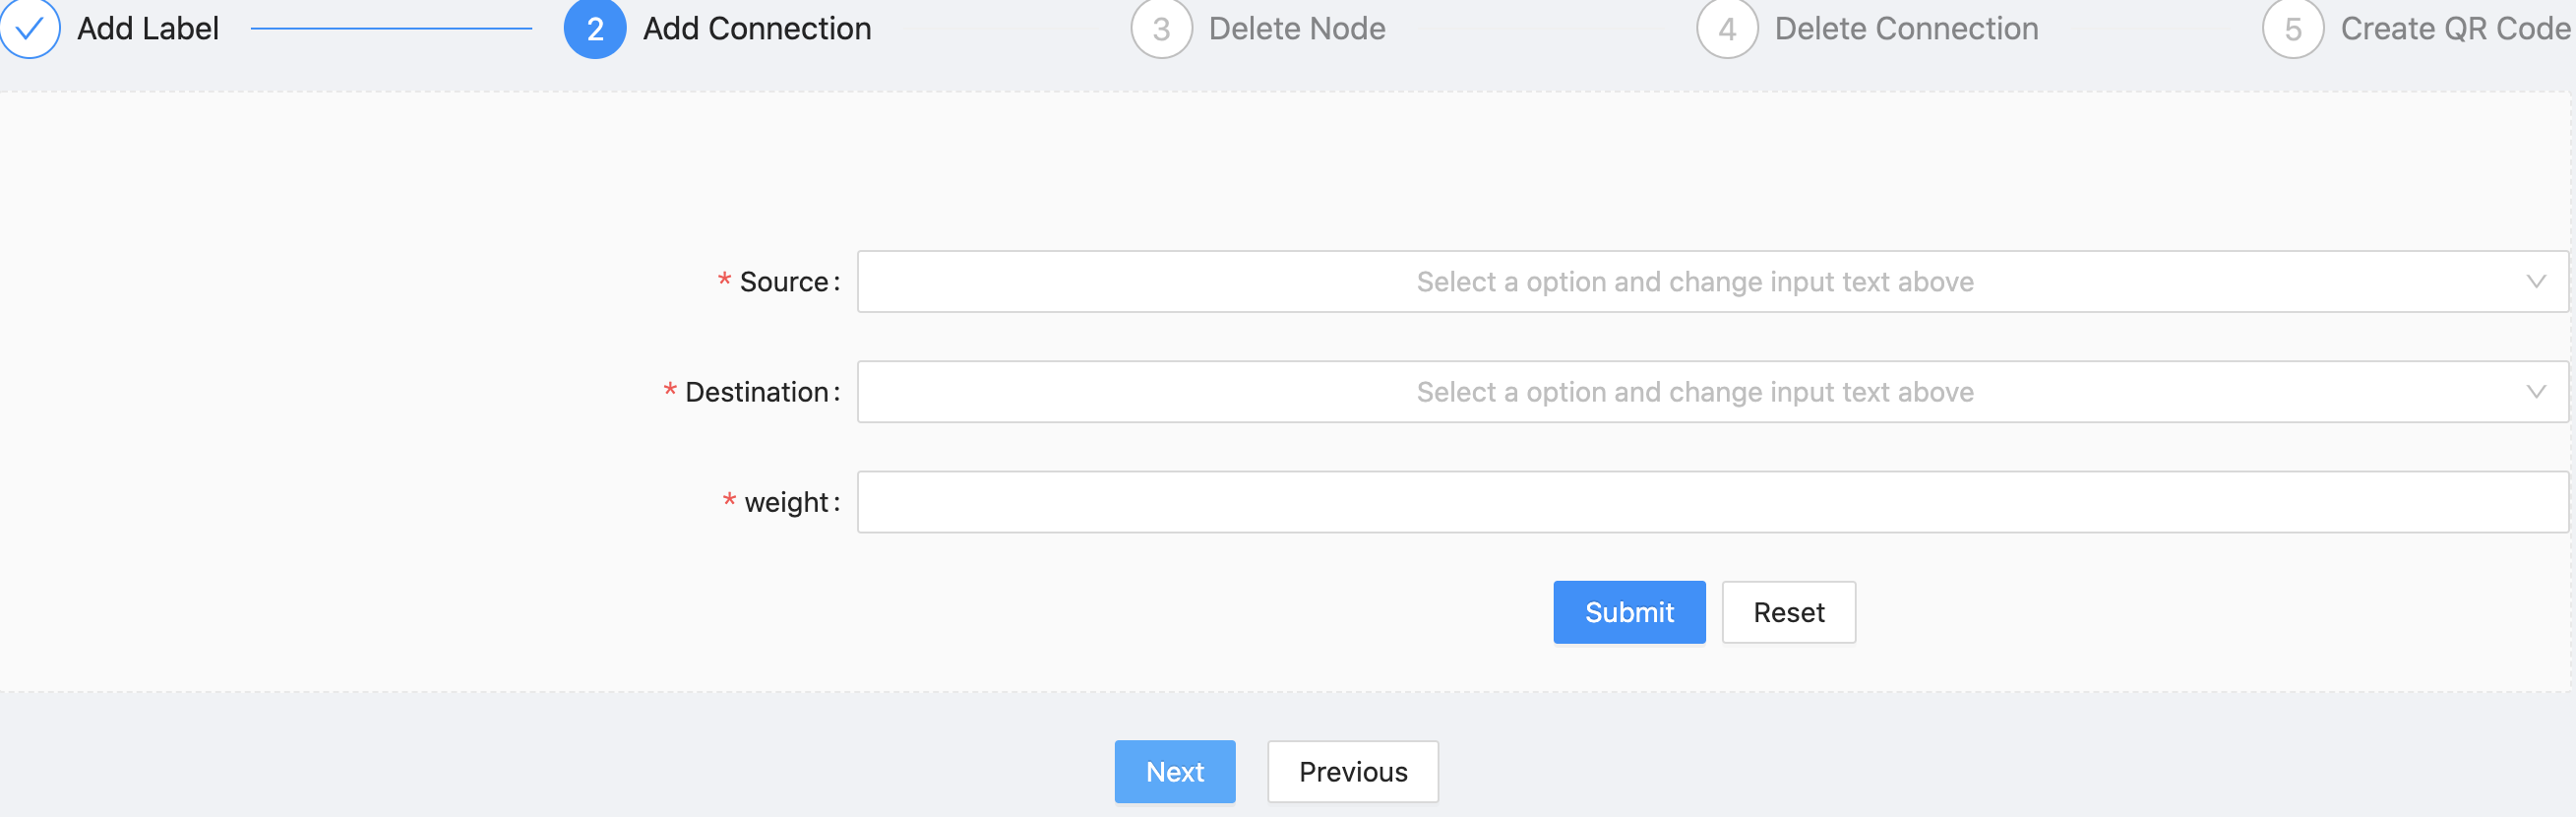 Add Label 2 Add Connection 3 Delete Node 4 Delete Connection 5 Create QR Code
* Source: Select a option and change input text above
* Destination: Select a option and change input text above
* weight:
Submit Reset
Next Previous